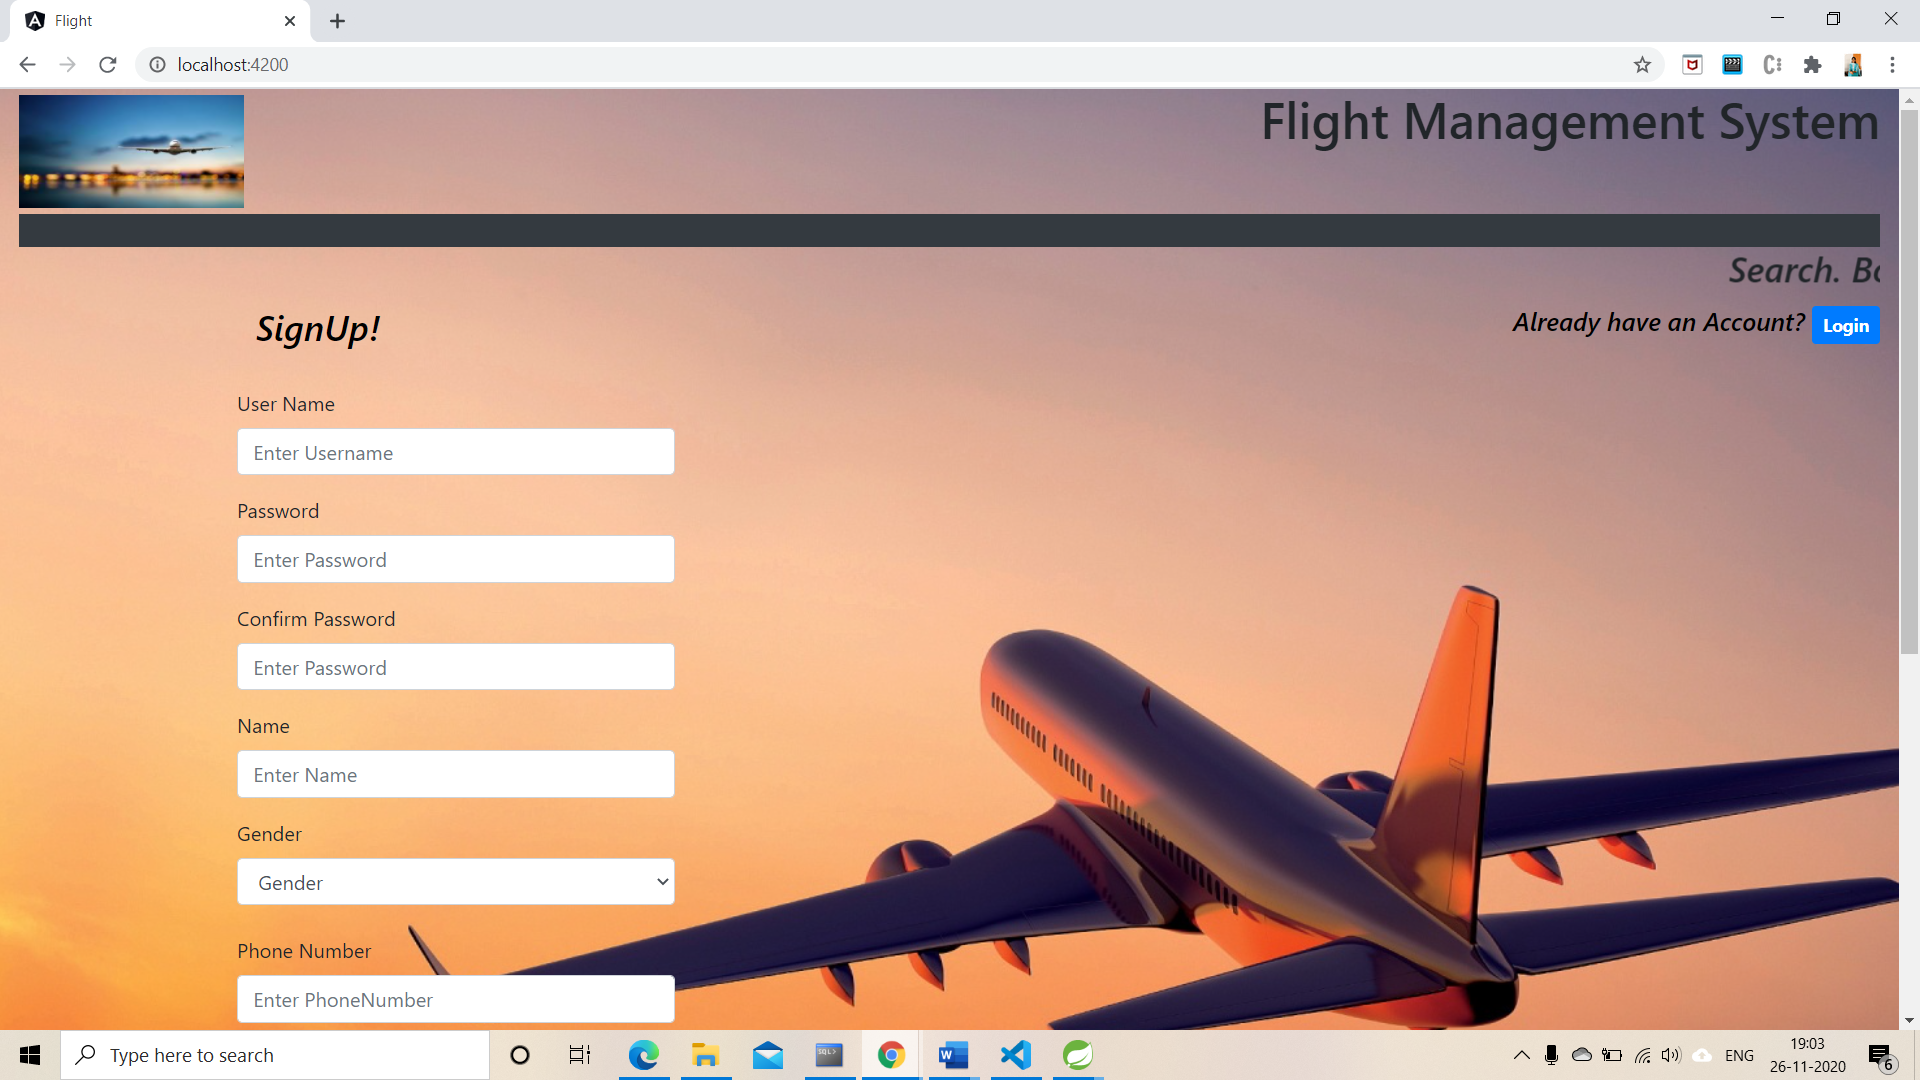 Flight
localhost:4200
Flight Management System
Search.
SignUp!
Already have an Account? Login
User Name
Enter Username
Password
Enter Password
Confirm Password
Enter Password
Name
Enter Name
Gender
Gender
Phone Number
Enter PhoneNumber
Type here to search
SQL>
W
ENG
19:03
26-11-2020
6